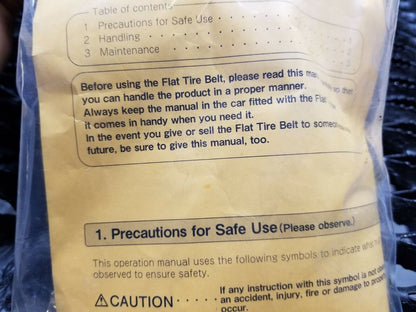 Table of contents
1 Precautions for Safe Use · · · · · · · · · · ·
2 Handling · · · · · · · · · · · · · · · · · · 3
3 Maintenance · · · · · · · · · · · · · · ·
Before using the Flat Tire Belt, please read this so that
you can handle the product in a proper manner.
Always keep the manual in the car fitted with the Flat
it comes in handy when you need it.
In the event you give or sell the Flat Tire Belt to
future, be sure to give this manual, too.
1. Precautions for Safe Use (Please observe.)
This operation manual uses the following symbols to indicate
observed to ensure safety.
⚠CAUTION · · · · · If any instruction with this symbol is not
an accident, injury, fire or damage to
occur.